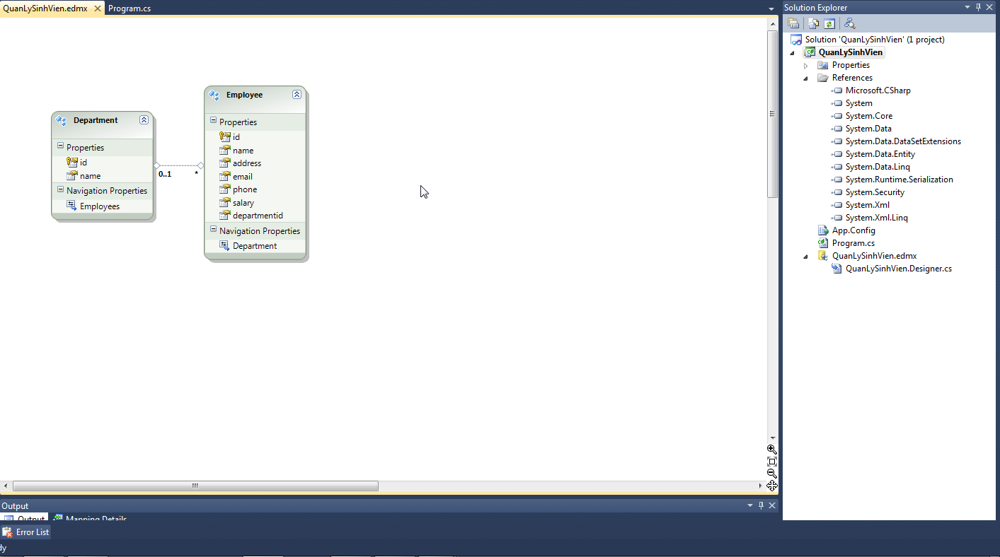 QuanLySinhVien.edmx
Program.cs
Department
Properties
id
name
Navigation Properties
Employees
0..1
*
Employee
Properties
id
name
address
email
phone
salary
departmentid
Navigation Properties
Department
Output
Output
Mapping Details
Error List
dy
Solution Explorer
Solution 'QuanLySinhVien' (1 project)
QuanLySinhVien
Properties
References
Microsoft.CSharp
System
System.Core
System.Data
System.Data.DataSetExtensions
System.Data.Entity
System.Data.Linq
System.Runtime.Serialization
System.Security
System.Xml
System.Xml.Linq
App.Config
Program.cs
QuanLySinhVien.edmx
QuanLySinhVien.Designer.cs